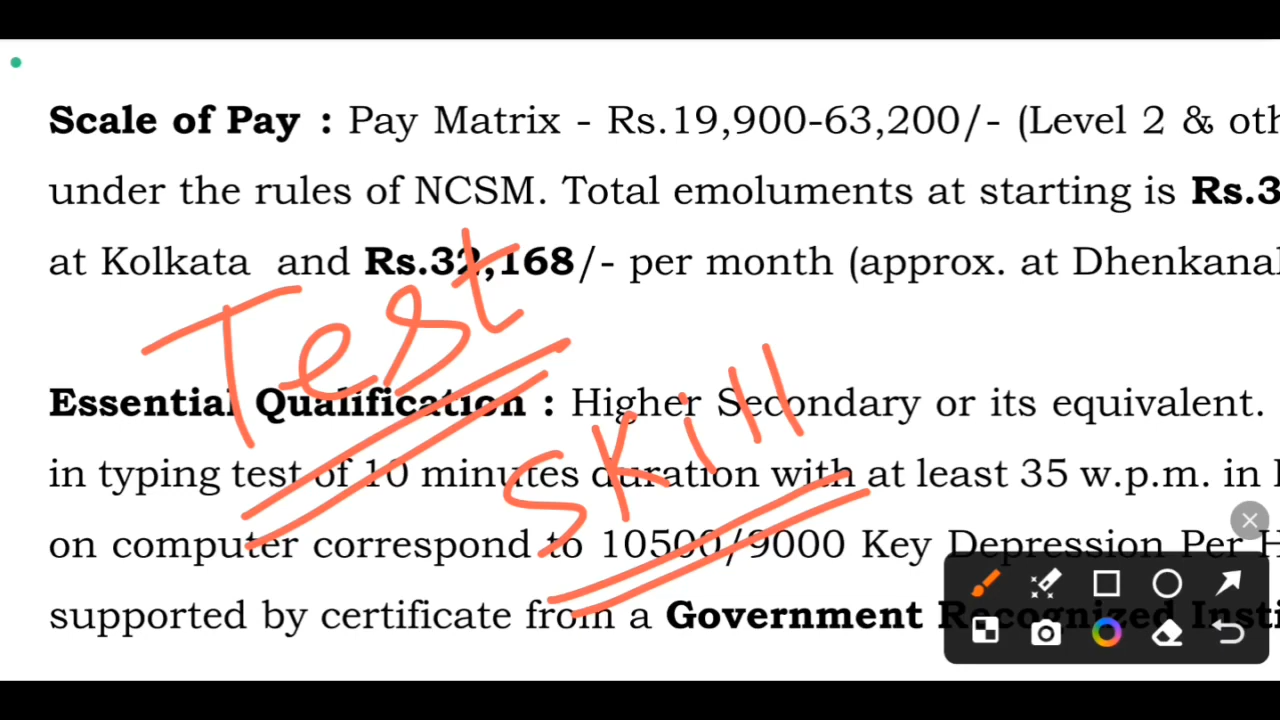 Scale of Pay : Pay Matrix - Rs.19,900-63,200/- (Level 2 & oth
under the rules of NCSM. Total emoluments at starting is Rs.3
at Kolkata and Rs.32,168/- per month (approx. at Dhenkanal
Test
Essential Qualification : Higher Secondary or its equivalent.
Skill
in typing test of 10 minutes duration with at least 35 w.p.m. in
on computer correspond to 10500/9000 Key Depression Per H
supported by certificate from a Government Recognized Insti